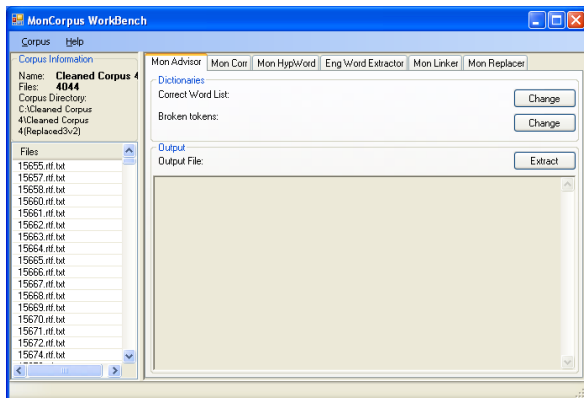 MonCorpus WorkBench
Corpus Help
Corpus Information
Name: Cleaned Corpus 4
Files: 4044
Corpus Directory:
C:\Cleaned Corpus
4\Cleaned Corpus
4(Replaced3v2)
Files
15655.rtf.txt
15657.rtf.txt
15658.rtf.txt
15660.rtf.txt
15661.rtf.txt
15662.rtf.txt
15663.rtf.txt
15664.rtf.txt
15665.rtf.txt
15666.rtf.txt
15667.rtf.txt
15668.rtf.txt
15669.rtf.txt
15670.rtf.txt
15671.rtf.txt
15672.rtf.txt
15674.rtf.txt
Mon Advisor Mon Corr Mon HypWord Eng Word Extractor Mon Linker Mon Replacer
Dictionaries
Correct Word List: Change
Broken tokens: Change
Output
Output File: Extract